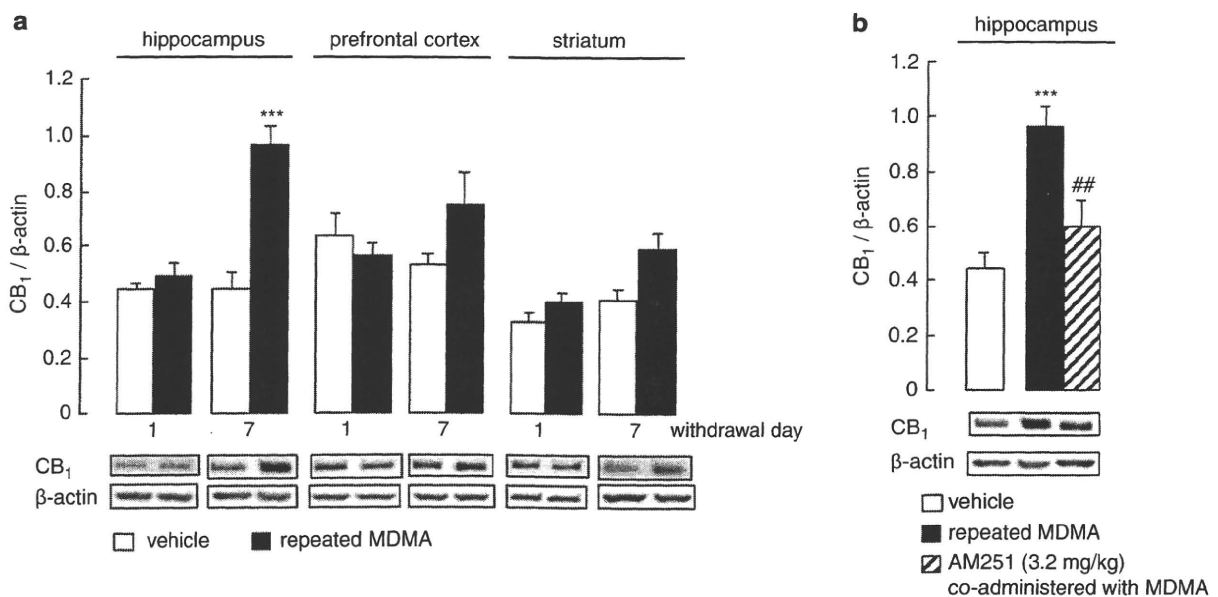 a
hippocampus prefrontal cortex striatum
CB1 / β-actin
1.2
1.0
0.8
0.6
0.4
0.2
0
***
1 7 1 7 1 7 withdrawal day
CB1
β-actin
vehicle repeated MDMA
b
hippocampus
CB1 / β-actin
1.2
1.0
0.8
0.6
0.4
0.2
0
***
##
CB1
β-actin
vehicle
repeated MDMA
AM251 (3.2 mg/kg)
co-administered with MDMA